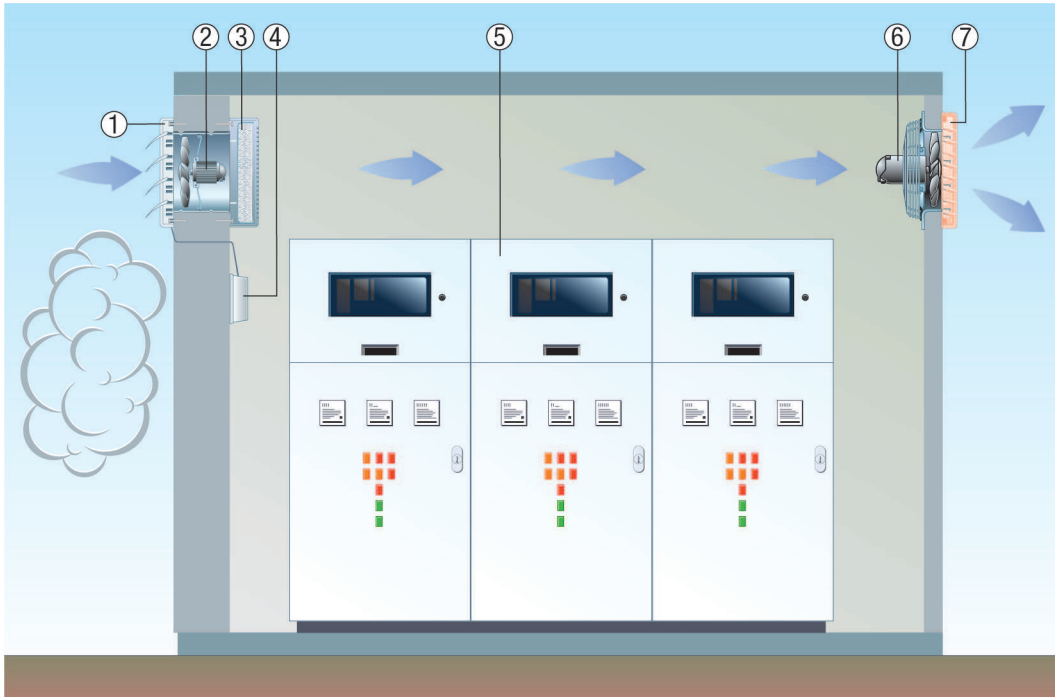 ① ② ③ ④ ⑤ ⑥ ⑦